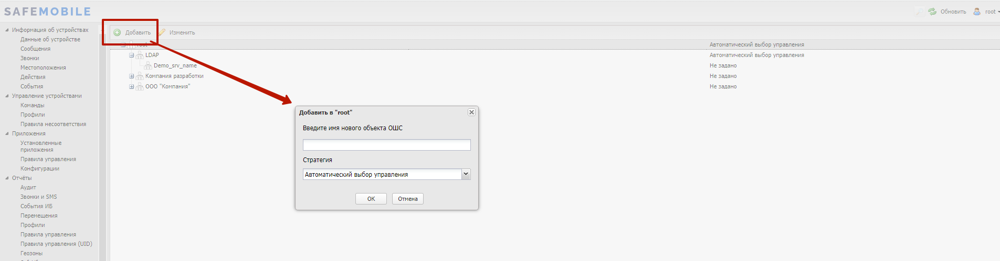 SAFEMOBILE
Обновить
root
Информация об устройствах
Данные об устройстве
Сообщения
Звонки
Местоположения
Действия
События
Управление устройствами
Команды
Профили
Правила несоответствия
Приложения
Установленные
приложения
Правила управления
Конфигурации
Отчёты
Аудит
Звонки и SMS
События ИБ
Перемещения
Профили
Правила управления
Правила управления (UID)
Геозоны
Добавить
Изменить
root
Автоматический выбор управления
LDAP
Автоматический выбор управления
Demo_srv_name
Не задано
Компания разработки
Не задано
ООО "Компания"
Не задано
Добавить в "root"
Введите имя нового объекта ОШС
Стратегия
Автоматический выбор управления
OK
Отмена